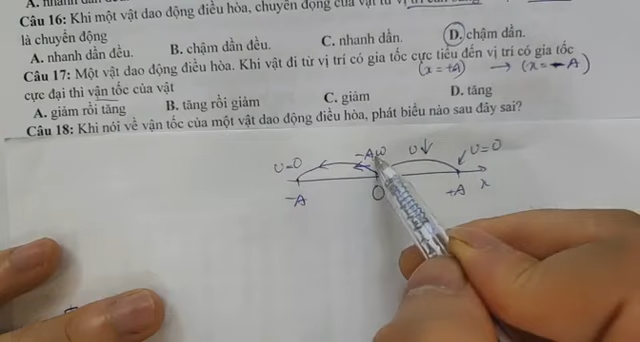 A. nhanh dần đều.
Câu 16: Khi một vật dao động điều hòa, chuyển động của vật từ vị trí
là chuyển động
A. nhanh dần đều. B. chậm dần đều. C. nhanh dần. D. chậm dần.
Câu 17: Một vật dao động điều hòa. Khi vật đi từ vị trí có gia tốc cực tiểu đến vị trí có gia tốc
(x=+A) → (x=-A)
cực đại thì vận tốc của vật
A. giảm rồi tăng B. tăng rồi giảm C. giảm D. tăng
Câu 18: Khi nói về vận tốc của một vật dao động điều hòa, phát biểu nào sau đây sai?
υ=0 -Aω υ↓ υ=0
-A O +A x